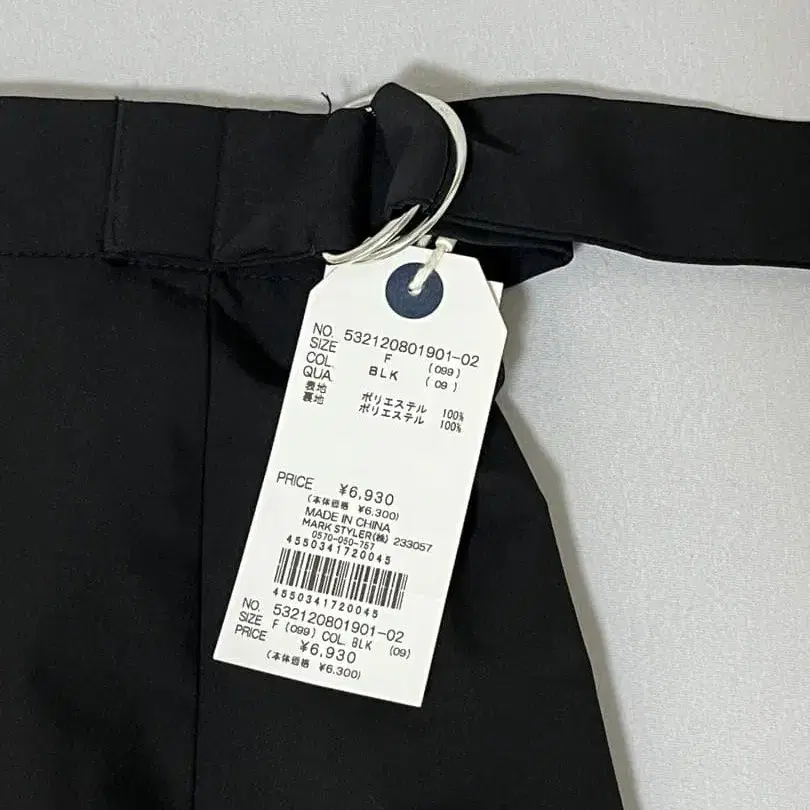 NO. 532120801901-02
SIZE F (099)
COL. BLK (09)
QUA.
表地 ポリエステル 100%
裏地 ポリエステル 100%
PRICE ¥6,930
(本体価格 ¥6,300)
MADE IN CHINA
MARK STYLER(株) 233057
0570-050-757
4550341720045
4550341720045
NO. 532120801901-02
SIZE F (099) COL. BLK (09)
PRICE ¥6,930
(本体価格 ¥6,300)